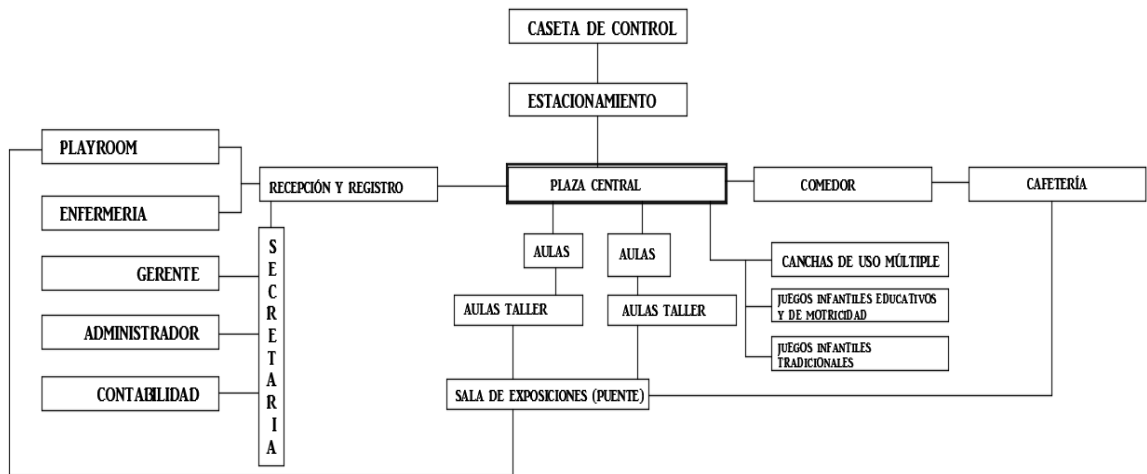 CASETA DE CONTROL
ESTACIONAMIENTO
PLAYROOM
ENFERMERIA
RECEPCIÓN Y REGISTRO
PLAZA CENTRAL
COMEDOR
CAFETERÍA
SECRETARIA
GERENTE
ADMINISTRADOR
CONTABILIDAD
AULAS
AULAS
AULAS TALLER
AULAS TALLER
CANCHAS DE USO MÚLTIPLE
JUEGOS INFANTILES EDUCATIVOS
Y DE MOTRICIDAD
JUEGOS INFANTILES
TRADICIONALES
SALA DE EXPOSICIONES (PUENTE)